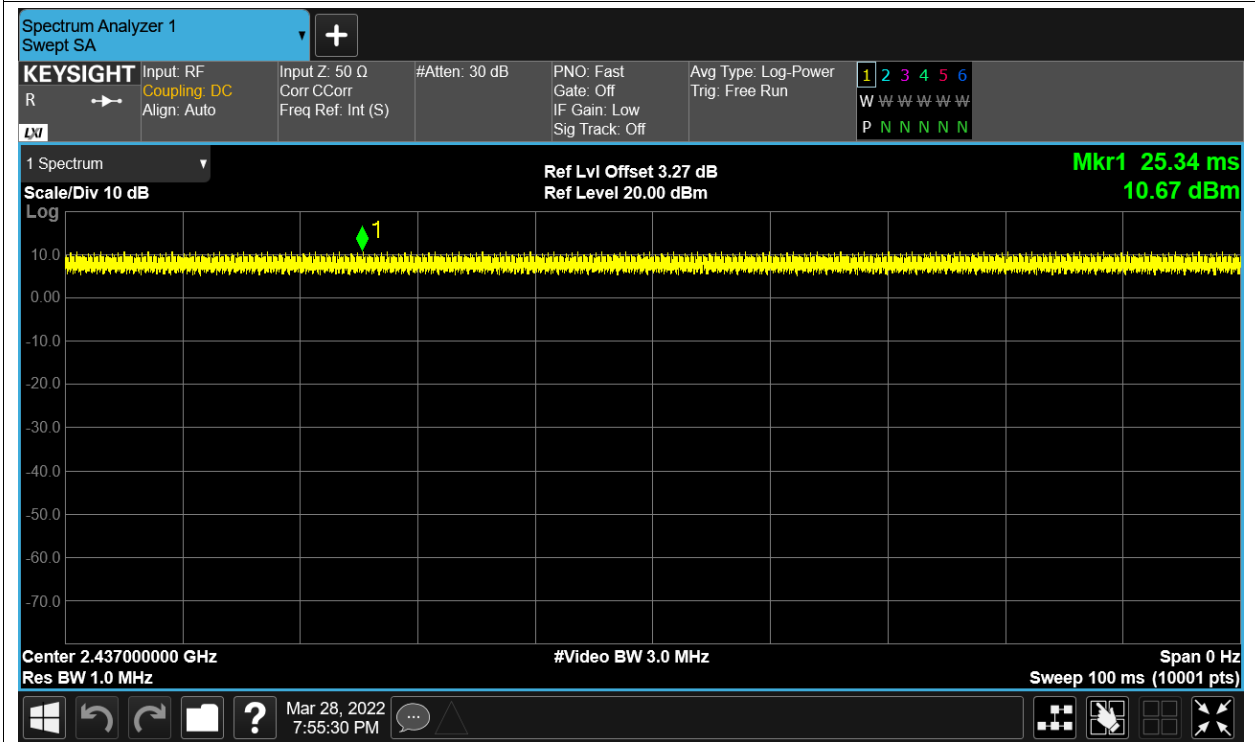 Spectrum Analyzer 1
Swept SA
KEYSIGHT
R
LXI
Input: RF
Coupling: DC
Align: Auto
Input Z: 50 Ω
Corr CCorr
Freq Ref: Int (S)
#Atten: 30 dB
PNO: Fast
Gate: Off
IF Gain: Low
Sig Track: Off
Avg Type: Log-Power
Trig: Free Run
1 2 3 4 5 6
W W W W W W
P N N N N N
1 Spectrum
Scale/Div 10 dB
Ref Lvl Offset 3.27 dB
Ref Level 20.00 dBm
Mkr1 25.34 ms
10.67 dBm
Log
1
10.0
0.00
-10.0
-20.0
-30.0
-40.0
-50.0
-60.0
-70.0
Center 2.437000000 GHz
Res BW 1.0 MHz
#Video BW 3.0 MHz
Span 0 Hz
Sweep 100 ms (10001 pts)
?
Mar 28, 2022
7:55:30 PM